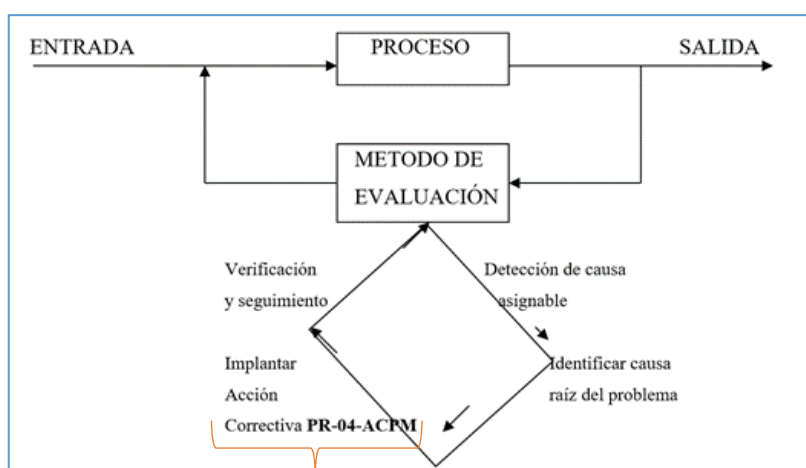 ENTRADA
PROCESO
SALIDA
METODO DE
EVALUACIÓN
Verificación
y seguimiento
Detección de causa
asignable
Implantar
Acción
Correctiva PR-04-ACPM
Identificar causa
raíz del problema